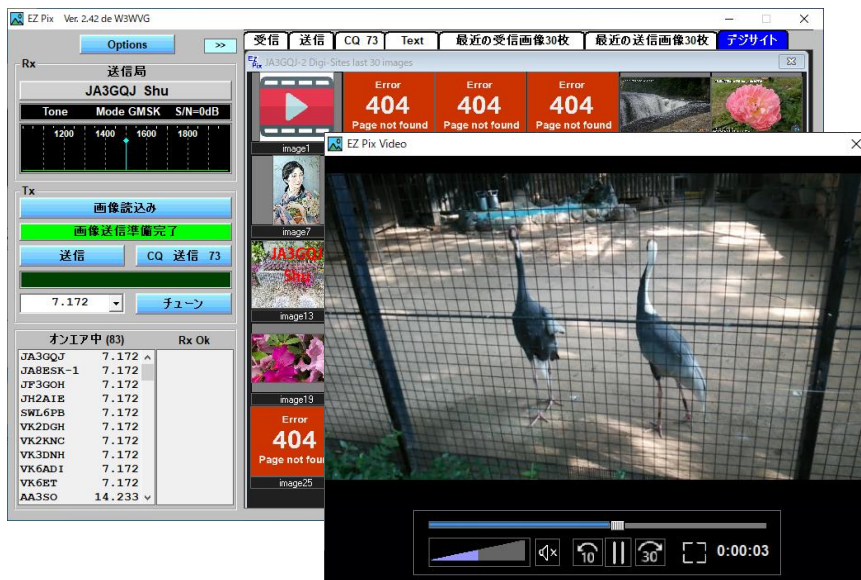 EZ Pix Ver. 2.42 de W3WVG
Options
>>
受信 送信 CQ 73 Text 最近の受信画像30枚 最近の送信画像30枚 デジサイト
Rx
送信局
JA3GQJ Shu
Tone Mode GMSK S/N=0dB
1200 1400 1600 1800
Tx
画像読込み
画像送信準備完了
送信 CQ 送信 73
7.172 チューン
オンエア中 (83) Rx Ok
JA3GQJ 7.172
JA8ESK-1 7.172
JF3GOH 7.172
JH2AIE 7.172
SWL6PB 7.172
VK2DGH 7.172
VK2KNC 7.172
VK3DNH 7.172
VK6ADI 7.172
VK6ET 7.172
AA3SO 14.233
EZ Pix JA3GQJ-2 Digi-Sites last 30 images
Error Error Error
404 404 404
Page not found Page not found Page not found
image1
image7
JA3GQJ
Shu
image13
image19
Error
404
Page not fou
image25
EZ Pix Video
10 30 0:00:03